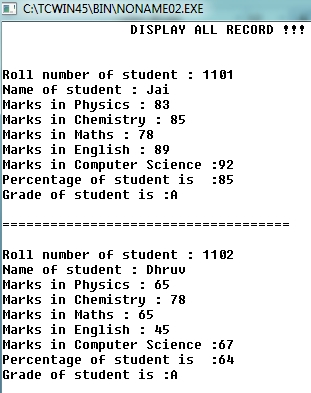 C:\TCWIN45\BIN\NONAME02.EXE
DISPLAY ALL RECORD !!!
Roll number of student : 1101
Name of student : Jai
Marks in Physics : 83
Marks in Chemistry : 85
Marks in Maths : 78
Marks in English : 89
Marks in Computer Science :92
Percentage of student is  :85
Grade of student is :A
====================================
Roll number of student : 1102
Name of student : Dhruv
Marks in Physics : 65
Marks in Chemistry : 78
Marks in Maths : 65
Marks in English : 45
Marks in Computer Science :67
Percentage of student is  :64
Grade of student is :A